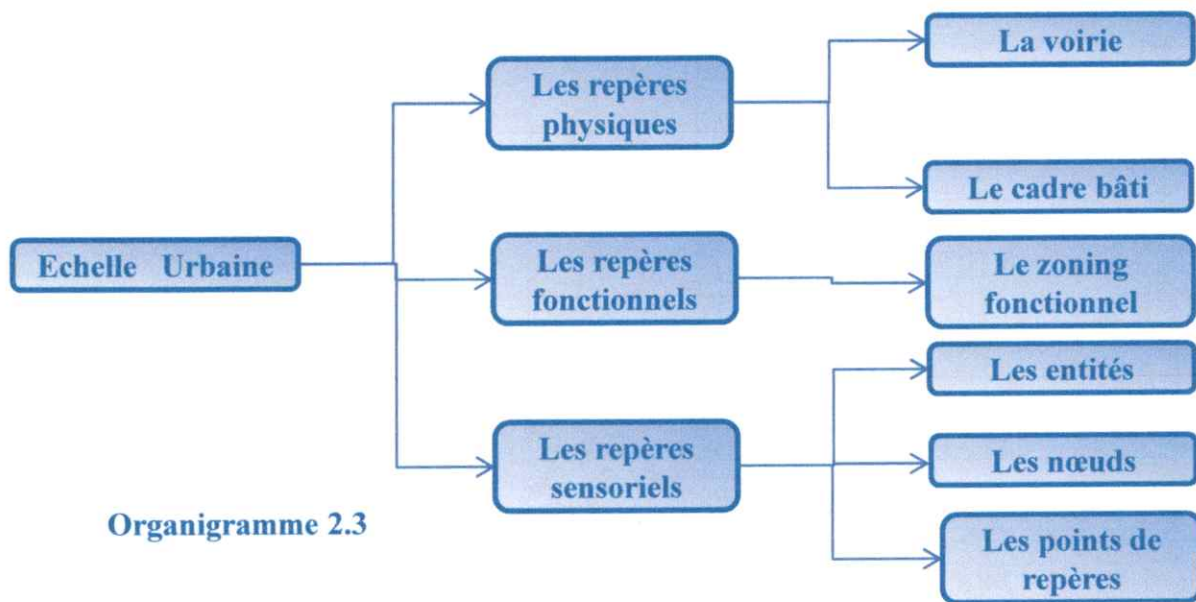 La voirie
Les repères
physiques
Le cadre bâti
Echelle Urbaine
Les repères
fonctionnels
Le zoning
fonctionnel
Les entités
Les repères
sensoriels
Les nœuds
Organigramme 2.3
Les points de
repères